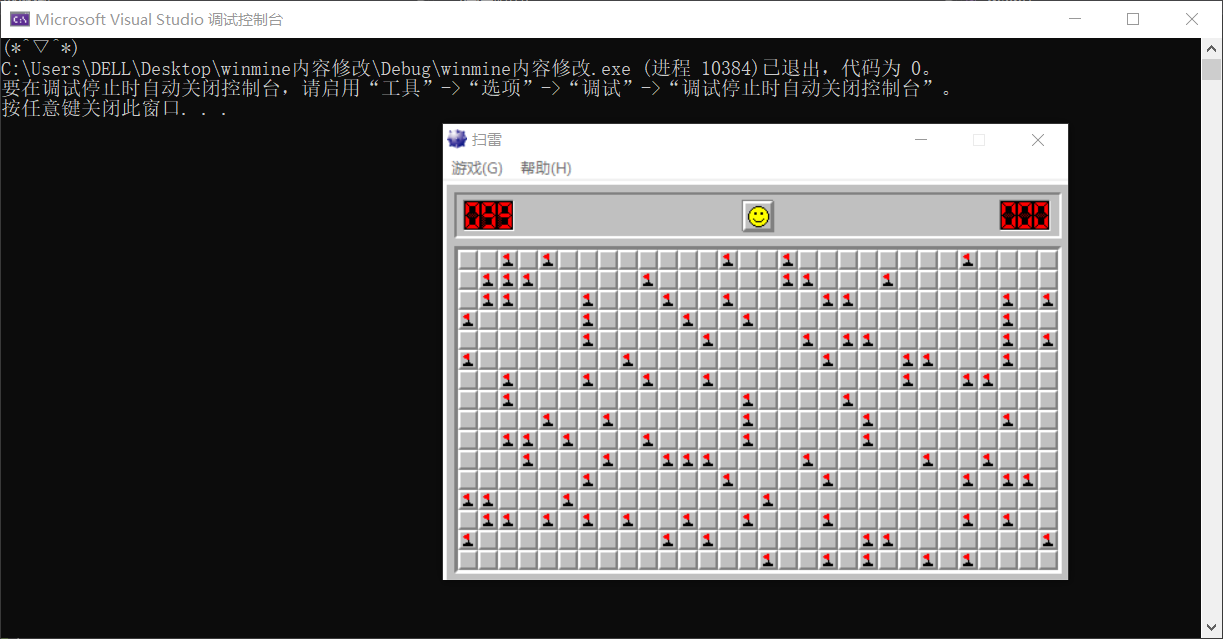 Microsoft Visual Studio 调试控制台
(*^▽^*)
C:\Users\DELL\Desktop\winmine内容修改\Debug\winmine内容修改.exe (进程 10384)已退出，代码为 0。
要在调试停止时自动关闭控制台，请启用“工具”->“选项”->“调试”->“调试停止时自动关闭控制台”。
按任意键关闭此窗口. . .
扫雷
游戏(G) 帮助(H)
099 000